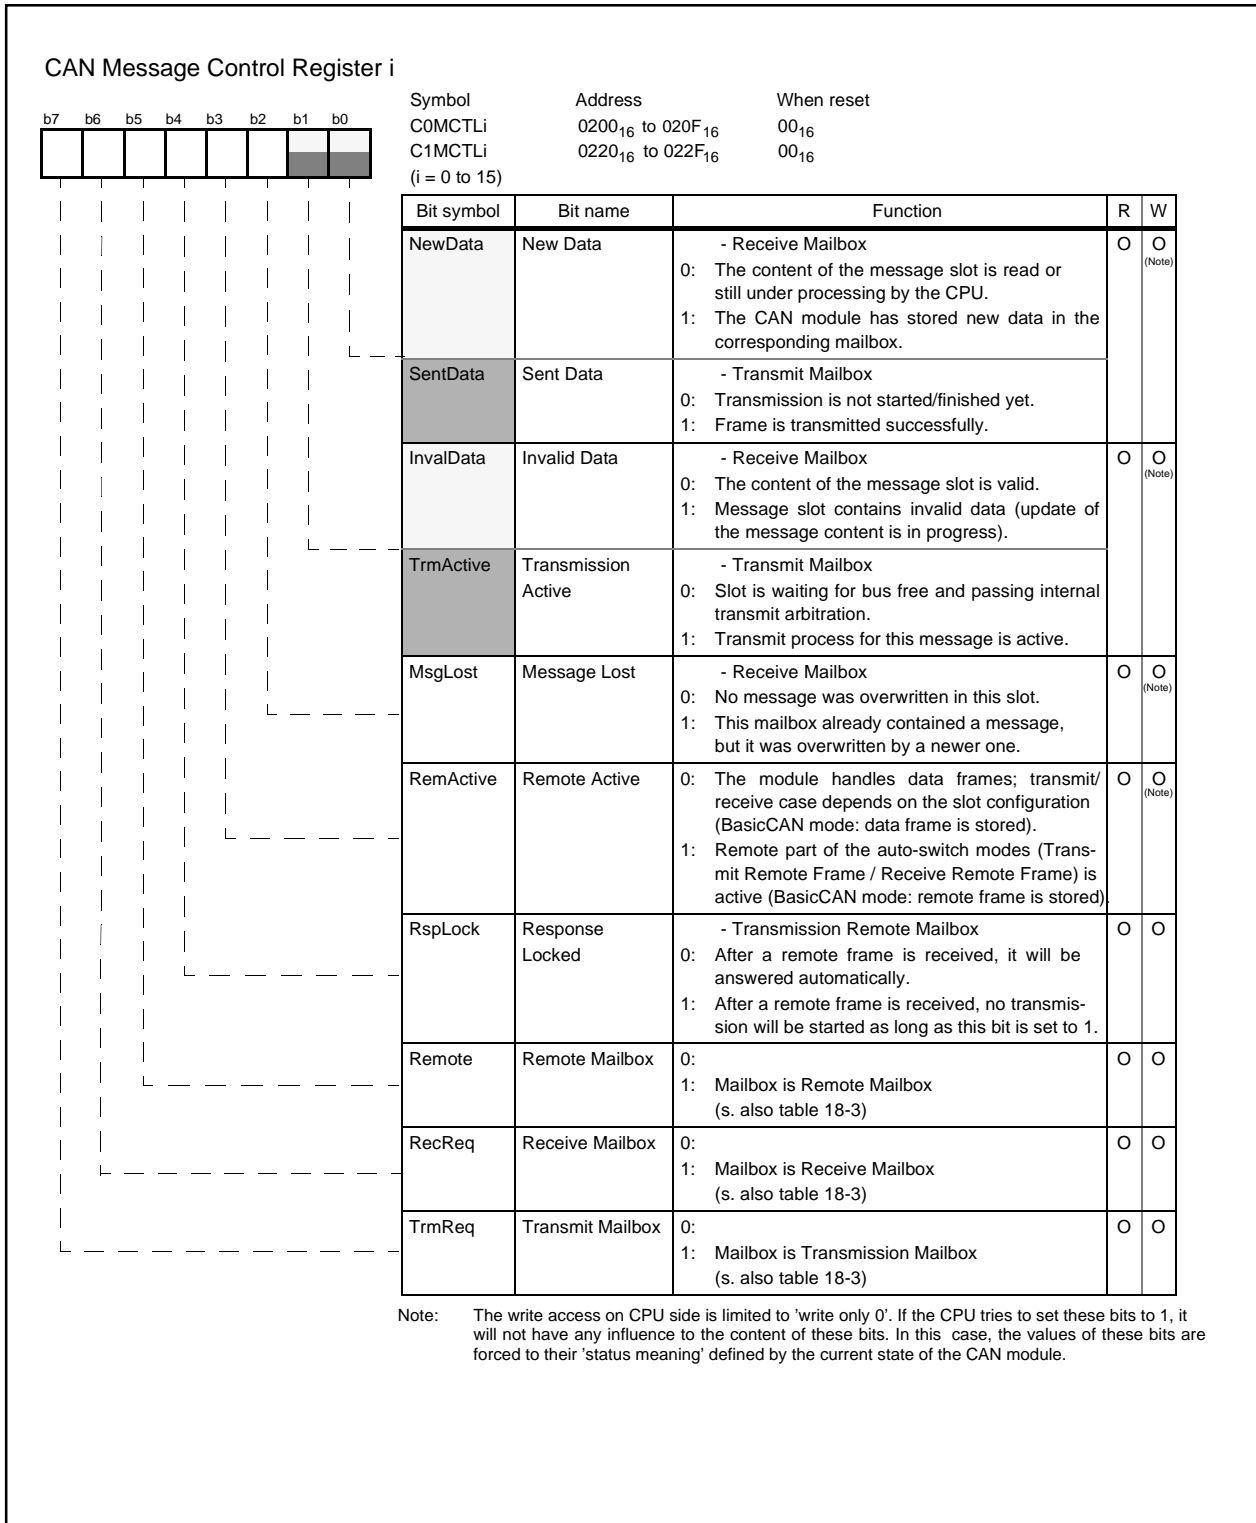 CAN Message Control Register i
b7 b6 b5 b4 b3 b2 b1 b0
Symbol Address When reset
C0MCTLi 0200₁₆ to 020F₁₆ 00₁₆
C1MCTLi 0220₁₆ to 022F₁₆ 00₁₆
(i = 0 to 15)
Bit symbol Bit name Function R W
NewData New Data - Receive Mailbox O O
(Note)
0: The content of the message slot is read or
still under processing by the CPU.
1: The CAN module has stored new data in the
corresponding mailbox.
SentData Sent Data - Transmit Mailbox
0: Transmission is not started/finished yet.
1: Frame is transmitted successfully.
InvalData Invalid Data - Receive Mailbox O O
(Note)
0: The content of the message slot is valid.
1: Message slot contains invalid data (update of
the message content is in progress).
TrmActive Transmission - Transmit Mailbox
Active 0: Slot is waiting for bus free and passing internal
transmit arbitration.
1: Transmit process for this message is active.
MsgLost Message Lost - Receive Mailbox O O
(Note)
0: No message was overwritten in this slot.
1: This mailbox already contained a message,
but it was overwritten by a newer one.
RemActive Remote Active 0: The module handles data frames; transmit/ O O
(Note)
receive case depends on the slot configuration
(BasicCAN mode: data frame is stored).
1: Remote part of the auto-switch modes (Trans-
mit Remote Frame / Receive Remote Frame) is
active (BasicCAN mode: remote frame is stored).
RspLock Response - Transmission Remote Mailbox O O
Locked 0: After a remote frame is received, it will be
answered automatically.
1: After a remote frame is received, no transmis-
sion will be started as long as this bit is set to 1.
Remote Remote Mailbox 0: O O
1: Mailbox is Remote Mailbox
(s. also table 18-3)
RecReq Receive Mailbox 0: O O
1: Mailbox is Receive Mailbox
(s. also table 18-3)
TrmReq Transmit Mailbox 0: O O
1: Mailbox is Transmission Mailbox
(s. also table 18-3)
Note: The write access on CPU side is limited to 'write only 0'. If the CPU tries to set these bits to 1, it
will not have any influence to the content of these bits. In this case, the values of these bits are
forced to their 'status meaning' defined by the current state of the CAN module.